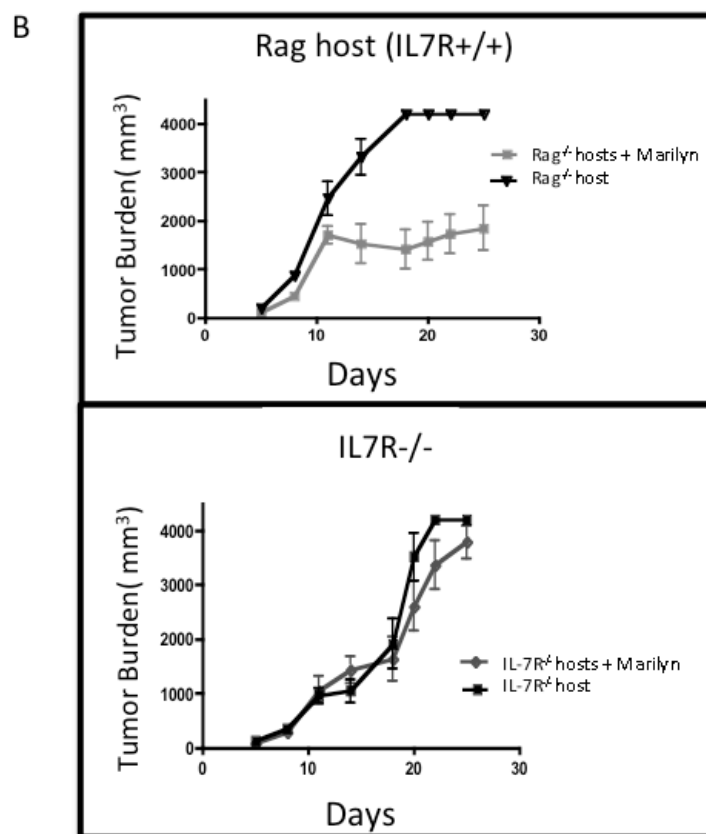 B
Rag host (IL7R+/+)
Tumor Burden( mm³)
4000
3000
2000
1000
0
0 10 20 30
Days
Rag-/- hosts + Marilyn
Rag-/- host
IL7R-/-
Tumor Burden( mm³)
4000
3000
2000
1000
0
0 10 20 30
Days
IL-7R-/- hosts + Marilyn
IL-7R-/- host